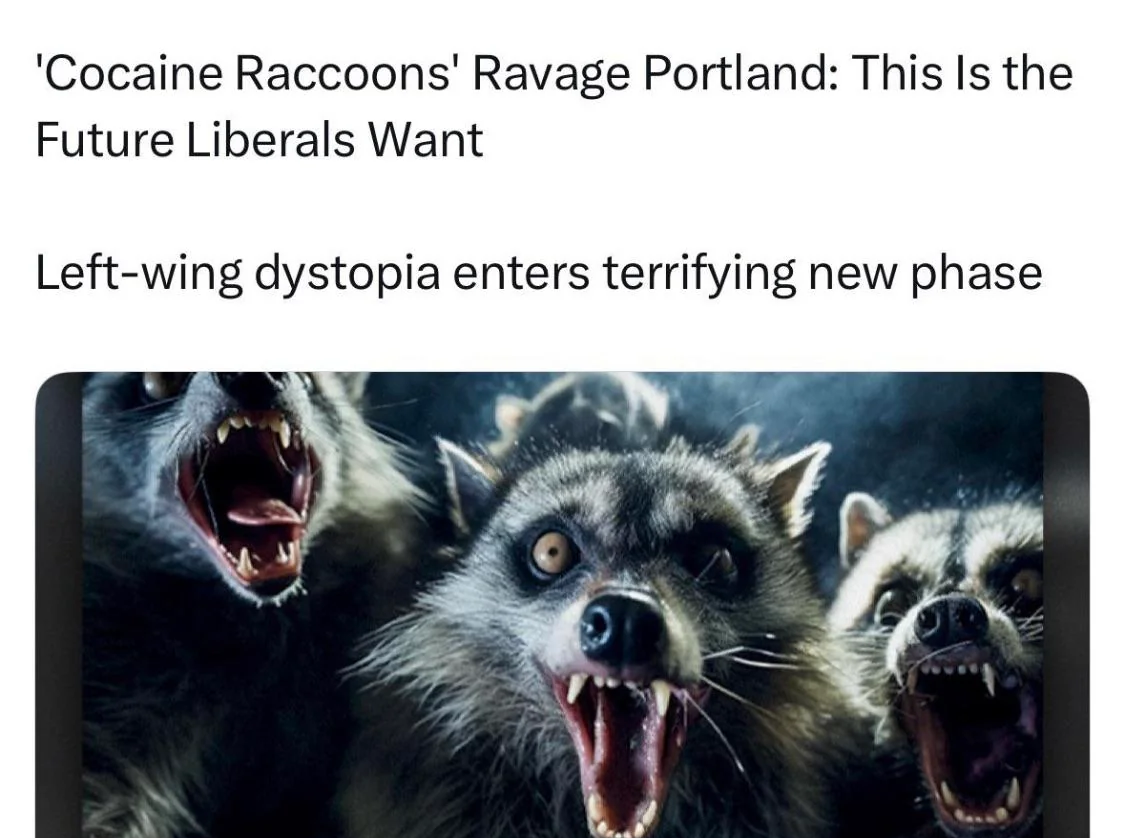 'Cocaine Raccoons' Ravage Portland: This Is the
Future Liberals Want
Left-wing dystopia enters terrifying new phase